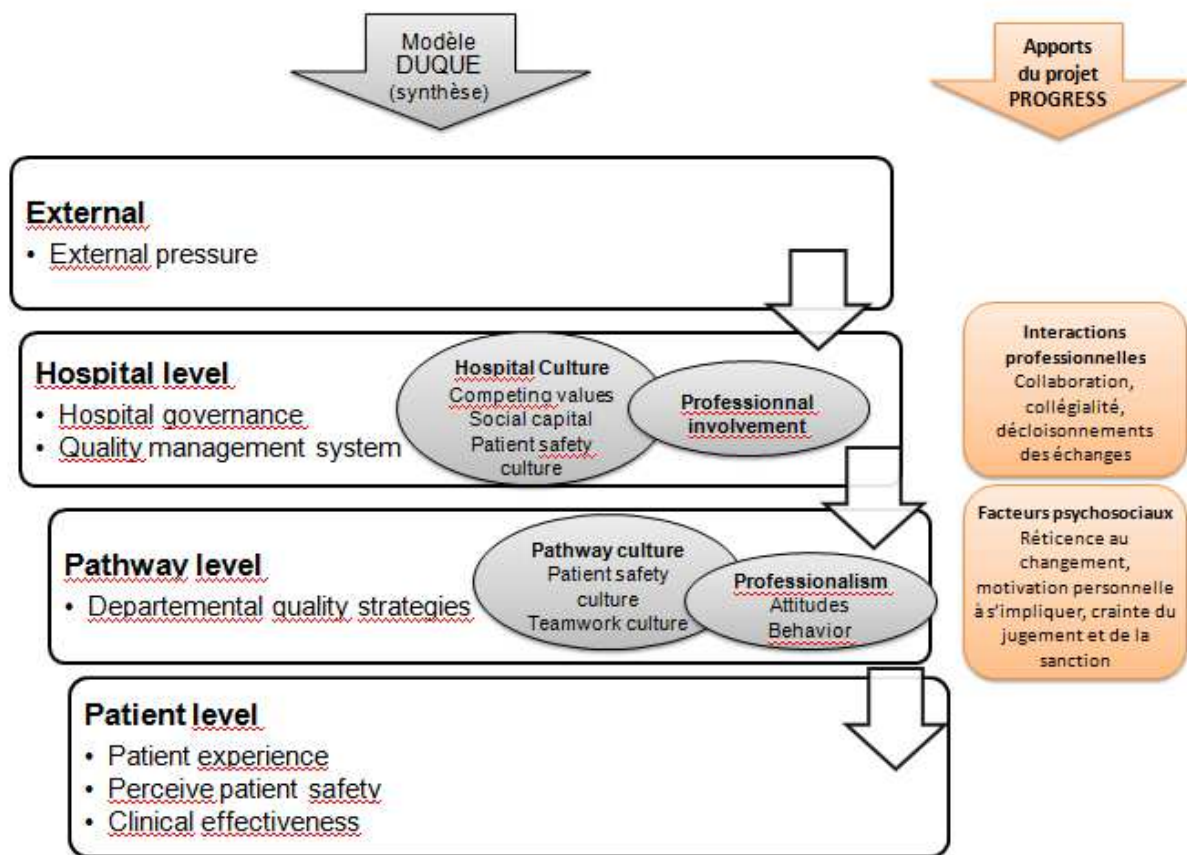 Modèle
DUQUE
(synthèse)
Apports
du projet
PROGRESS
External
• External pressure
Hospital level
• Hospital governance
• Quality management system
Hospital Culture
Competing values
Social capital
Patient safety
culture
Professionnal
involvement
Interactions
professionnelles
Collaboration,
collégialité,
décloisonnements
des échanges
Pathway level
• Departemental quality strategies
Pathway culture
Patient safety
culture
Teamwork culture
Professionalism
Attitudes
Behavior
Facteurs psychosociaux
Réticence au
changement,
motivation personnelle
à s'impliquer, crainte du
jugement et de la
sanction
Patient level
• Patient experience
• Perceive patient safety
• Clinical effectiveness